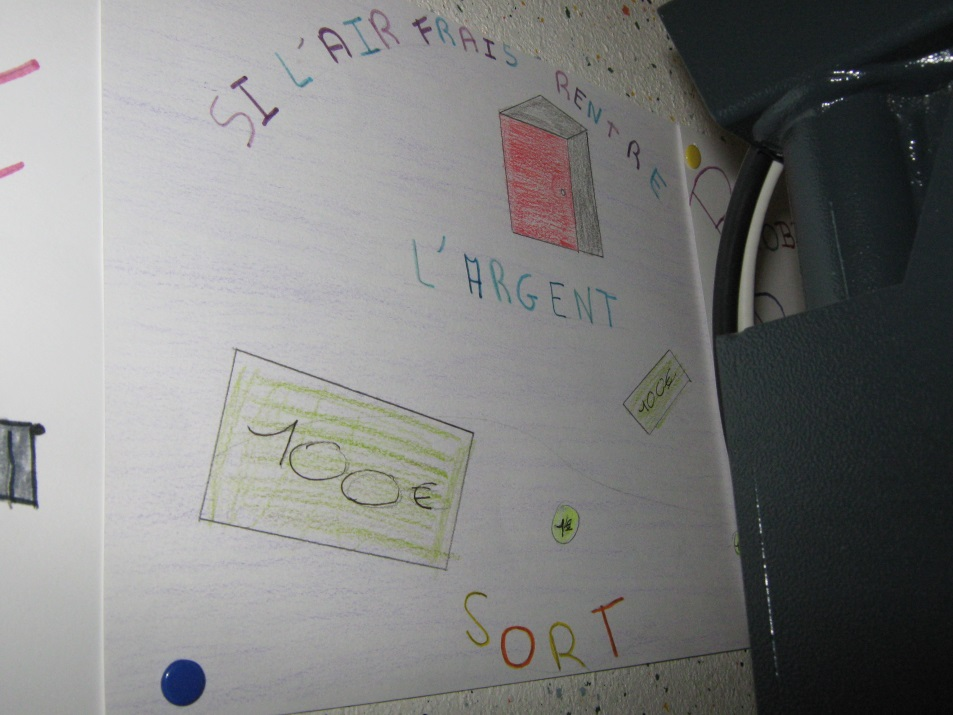 SI L'AIR FRAIS RENTRE
L'ARGENT
100€
100€
1€
SORT